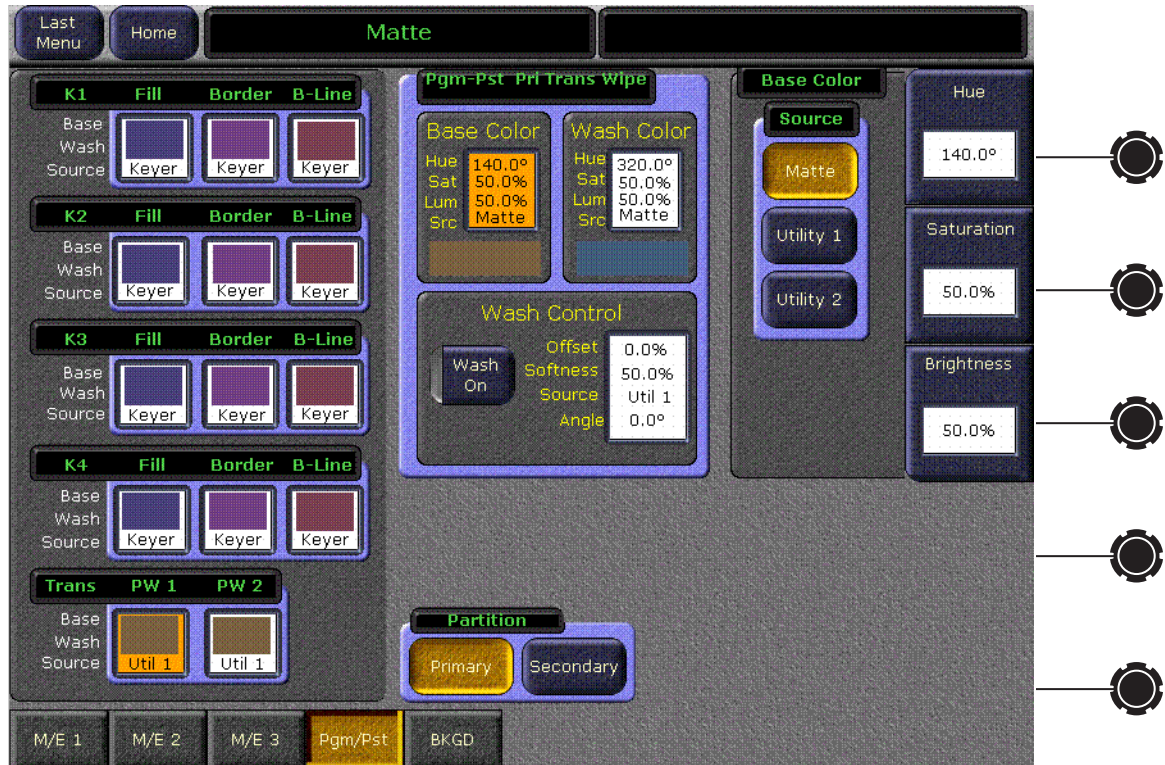 Last Menu
Home
Matte
K1 Fill Border B-Line
Base
Wash
Source Keyer Keyer Keyer
K2 Fill Border B-Line
Base
Wash
Source Keyer Keyer Keyer
K3 Fill Border B-Line
Base
Wash
Source Keyer Keyer Keyer
K4 Fill Border B-Line
Base
Wash
Source Keyer Keyer Keyer
Trans PW 1 PW 2
Base
Wash
Source Util 1 Util 1
Pgm-Pst Pri Trans Wipe
Base Color
Hue 140.0º
Sat 50.0%
Lum 50.0%
Src Matte
Wash Color
Hue 320.0º
Sat 50.0%
Lum 50.0%
Src Matte
Wash Control
Wash On
Offset 0.0%
Softness 50.0%
Source Util 1
Angle 0.0º
Partition
Primary Secondary
Base Color
Source
Matte
Utility 1
Utility 2
Hue
140.0º
Saturation
50.0%
Brightness
50.0%
M/E 1 M/E 2 M/E 3 Pgm/Pst BKGD